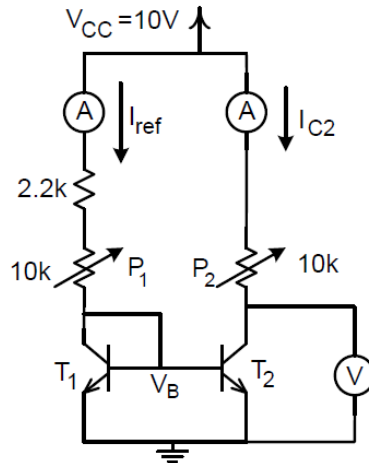 V_CC=10V
A
A
I_ref
I_C2
2.2k
10k
P_1
P_2
10k
T_1
V_B
T_2
V